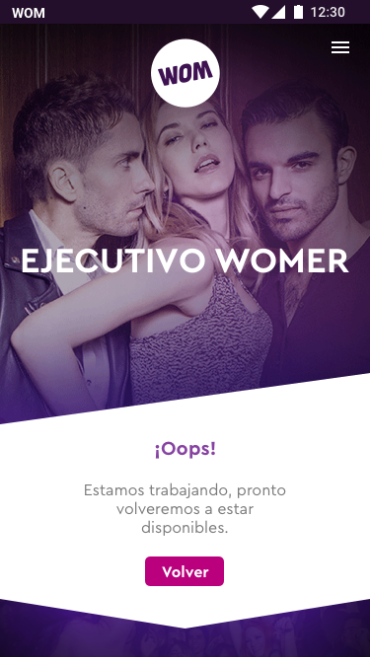 WOM
12:30
WOM
EJECUTIVO WOMER
¡Oops!
Estamos trabajando, pronto
volveremos a estar
disponibles.
Volver